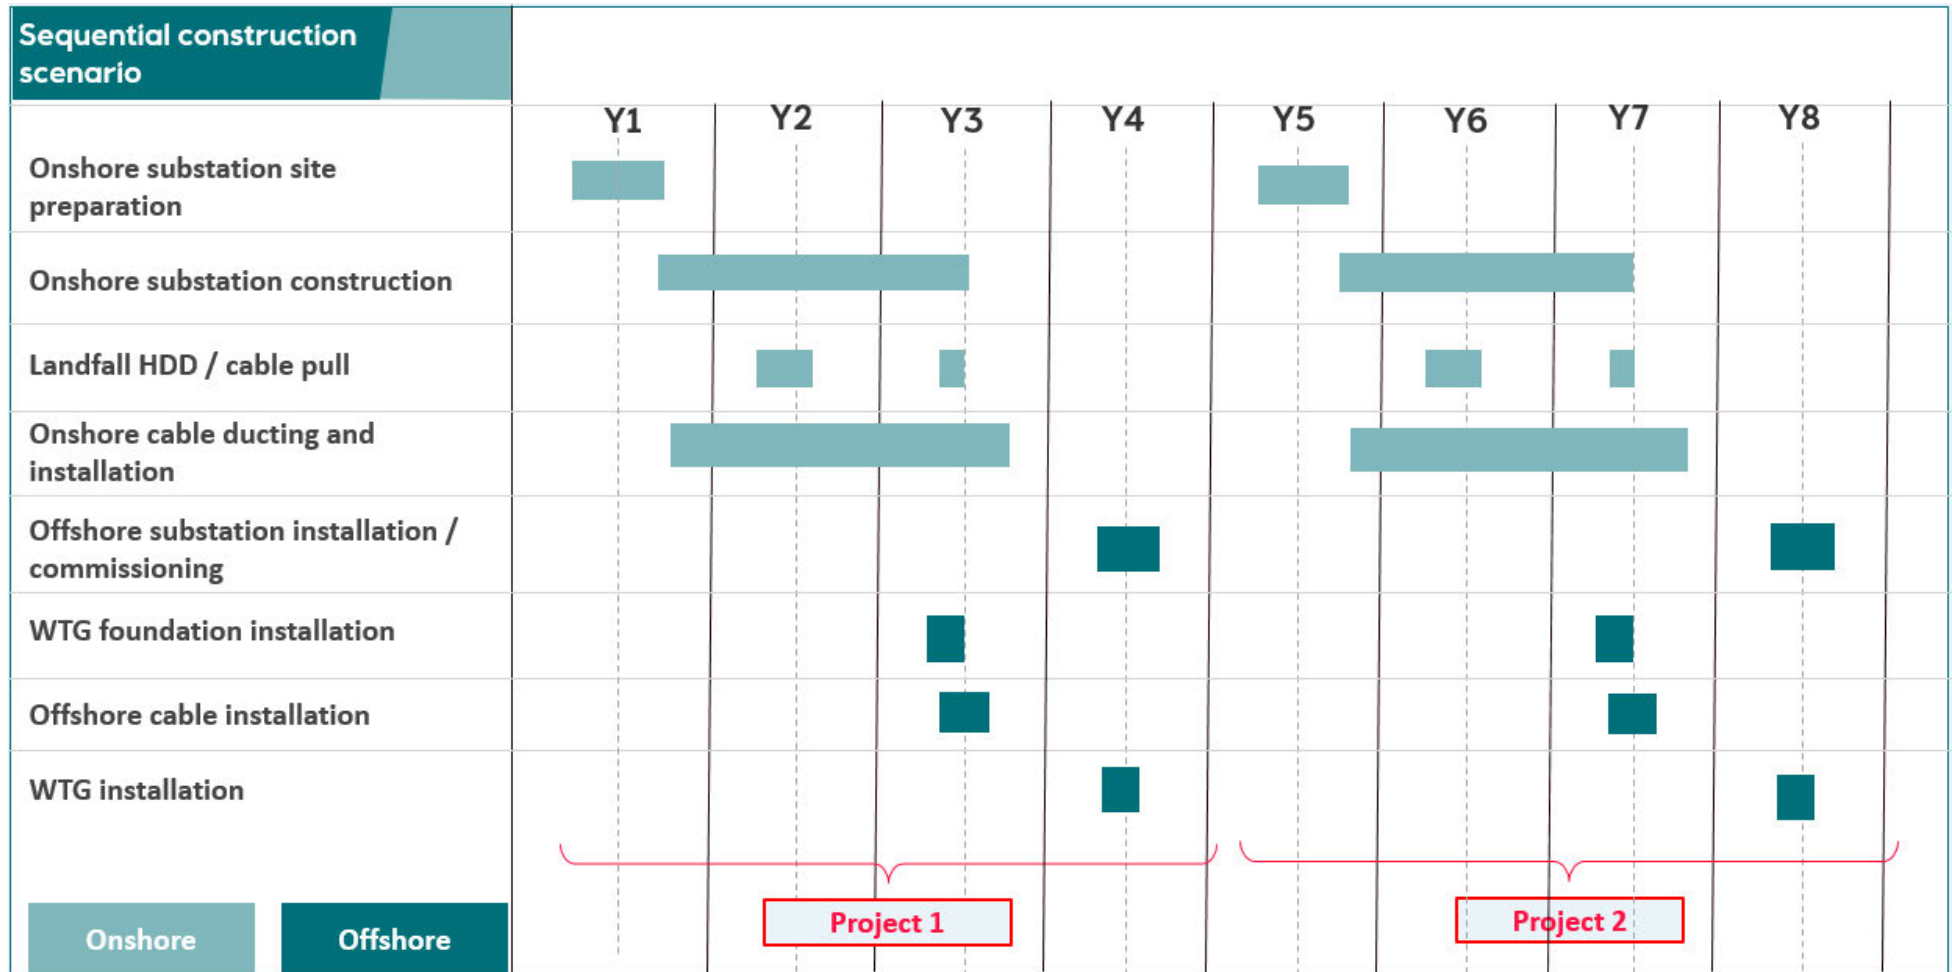 Sequential construction
scenario
Y1 Y2 Y3 Y4 Y5 Y6 Y7 Y8
Onshore substation site
preparation
Onshore substation construction
Landfall HDD / cable pull
Onshore cable ducting and
installation
Offshore substation installation /
commissioning
WTG foundation installation
Offshore cable installation
WTG installation
Project 1 Project 2
Onshore Offshore